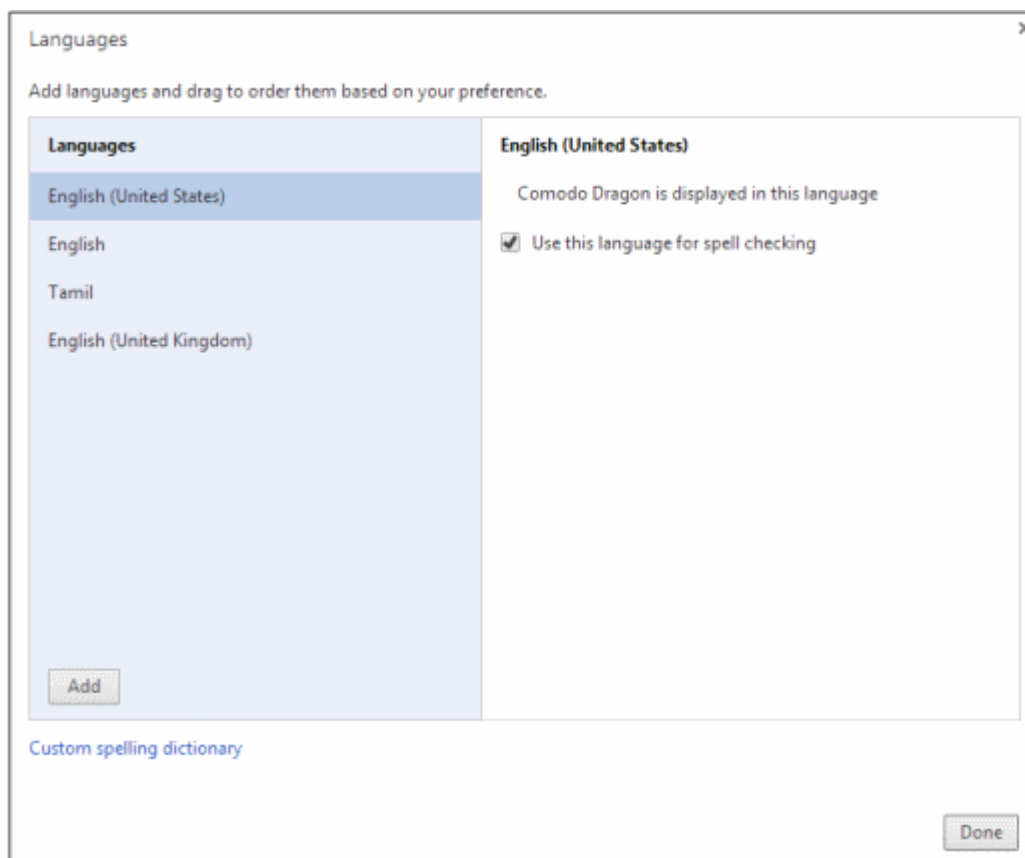 Languages
Add languages and drag to order them based on your preference.
Languages
English (United States)
English
Tamil
English (United Kingdom)
Add
English (United States)
Comodo Dragon is displayed in this language
Use this language for spell checking
Custom spelling dictionary
Done